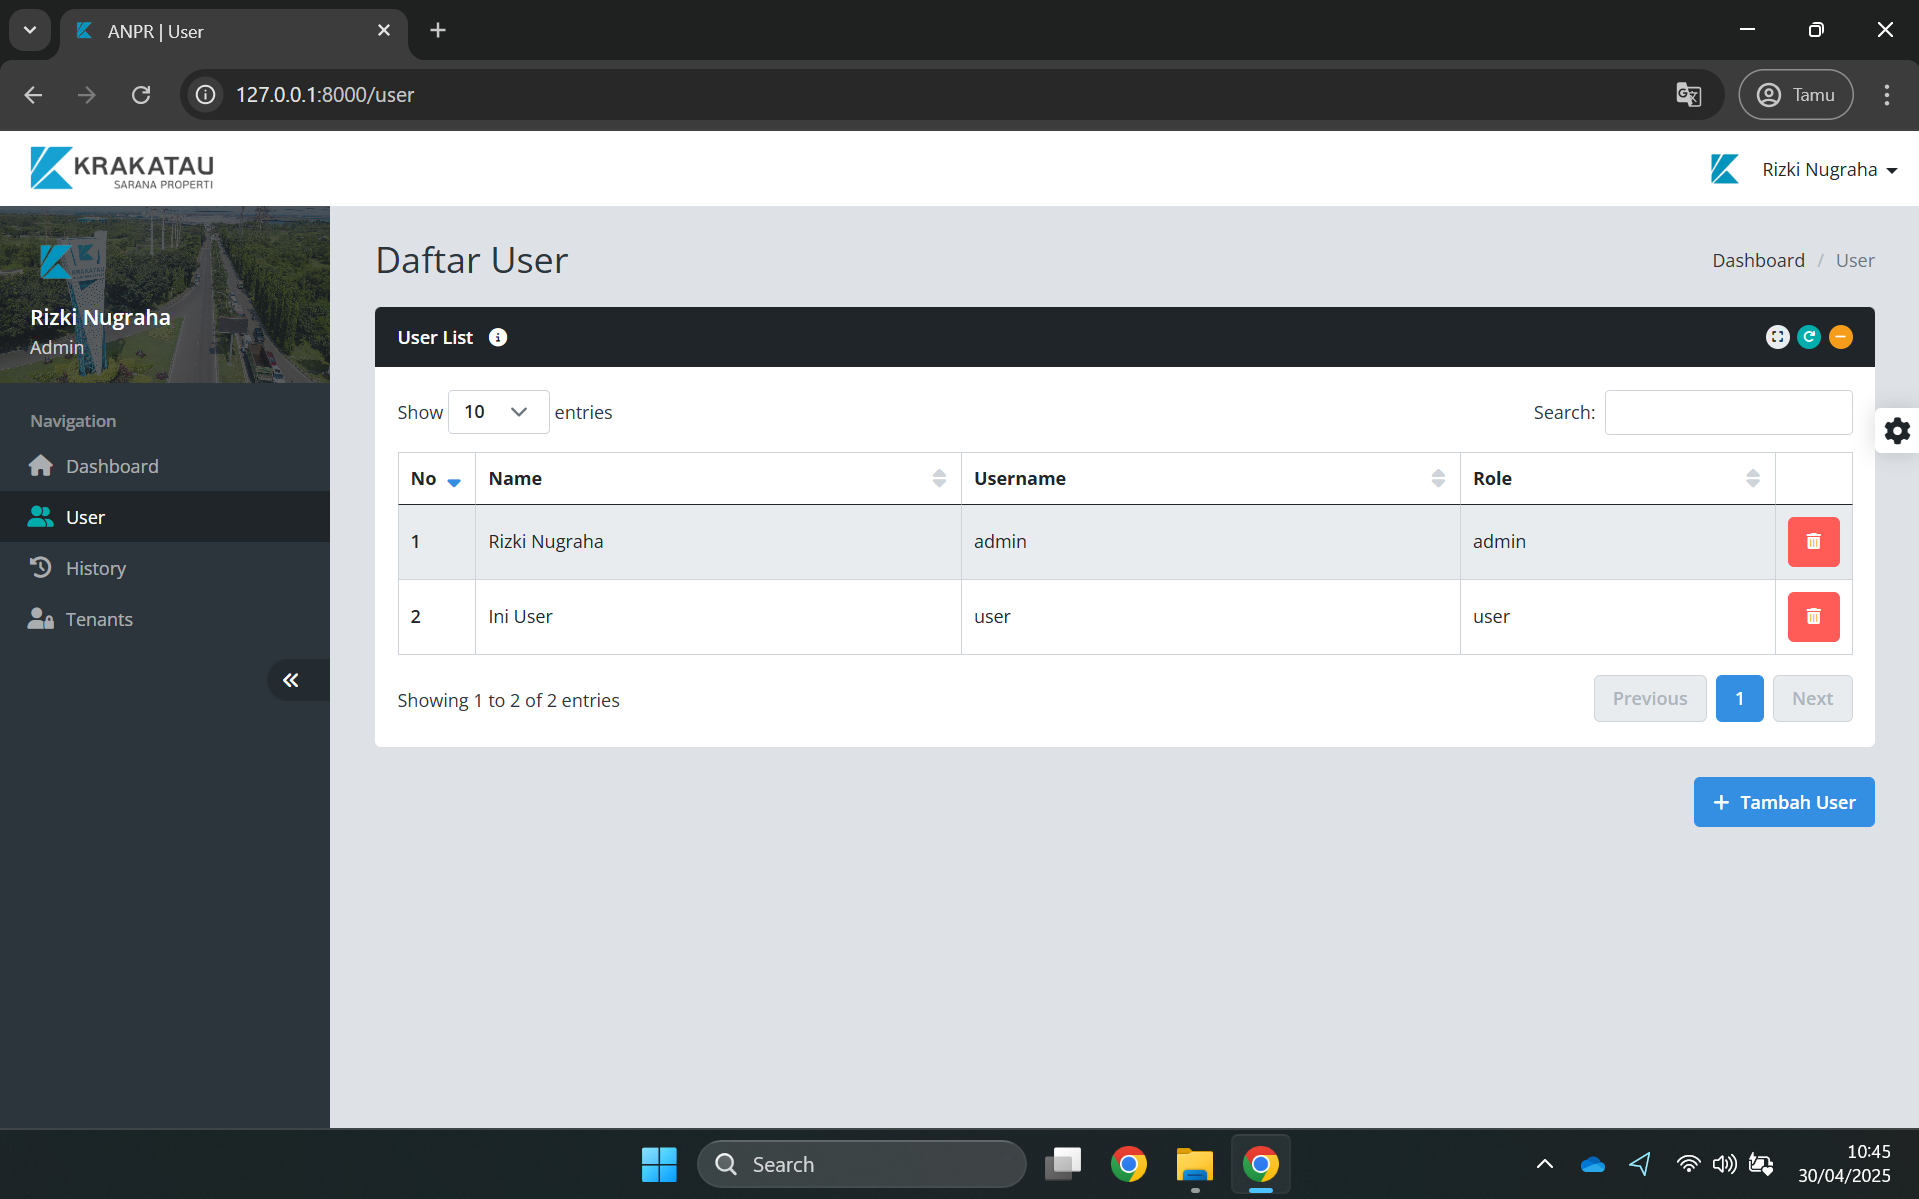 ANPR | User
127.0.0.1:8000/user
Tamu
KRAKATAU
SARANA PROPERTI
Rizki Nugraha
Rizki Nugraha
Admin
Navigation
Dashboard
User
History
Tenants
Daftar User
Dashboard / User
User List
Show 10 entries
Search:
No Name Username Role
1 Rizki Nugraha admin admin
2 Ini User user user
Showing 1 to 2 of 2 entries
Previous 1 Next
+ Tambah User
Search
10:45
30/04/2025